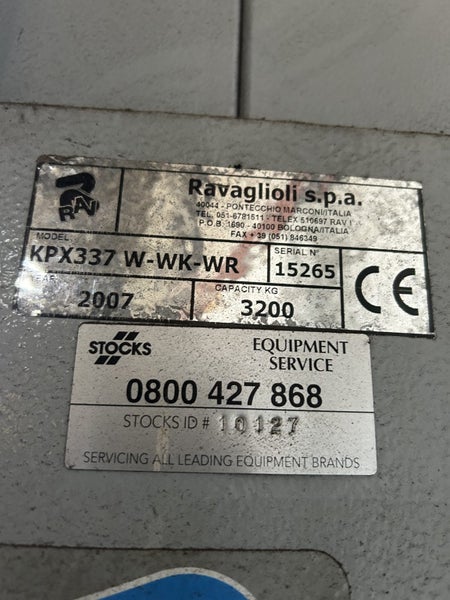 RAV
Ravaglioli s.p.a.
40044 - PONTECCHIO MARCONI/ITALIA
TEL. 051-6781511 - TELEX 510697 RAV I
P.O.B. 1690 - 40100 BOLOGNA/ITALIA
FAX + 39 (051) 846349
MODEL
KPX337 W-WK-WR
SERIAL N°
15265
YEAR
2007
CAPACITY KG
3200
CE
STOCKS
EQUIPMENT
SERVICE
0800 427 868
STOCKS ID # 10127
SERVICING ALL LEADING EQUIPMENT BRANDS